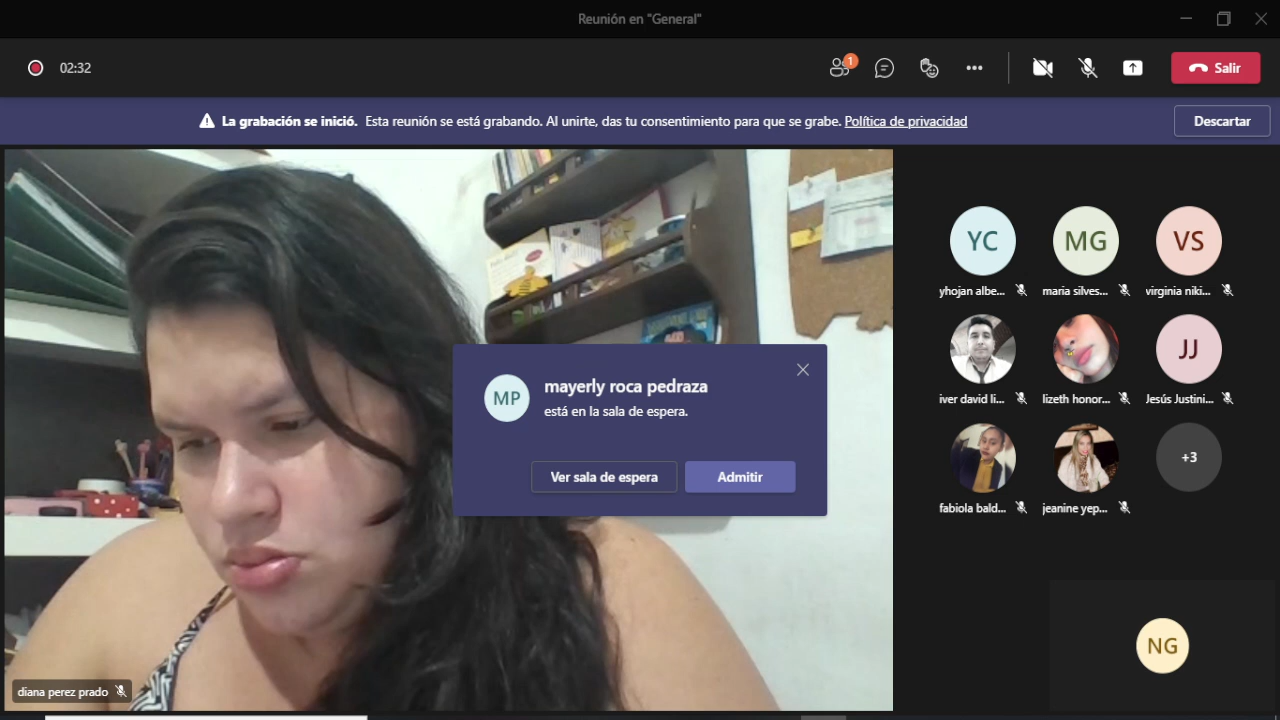 Reunión en "General"
02:32
1
Salir
La grabación se inició. Esta reunión se está grabando. Al unirte, das tu consentimiento para que se grabe. Política de privacidad
Descartar
YC
MG
VS
yhojan albe...
maria silves...
virginia niki...
JJ
iver david li...
lizeth honor...
Jesús Justini...
+3
fabiola bald...
jeanine yep...
MP
mayerly roca pedraza
está en la sala de espera.
Ver sala de espera
Admitir
NG
diana perez prado